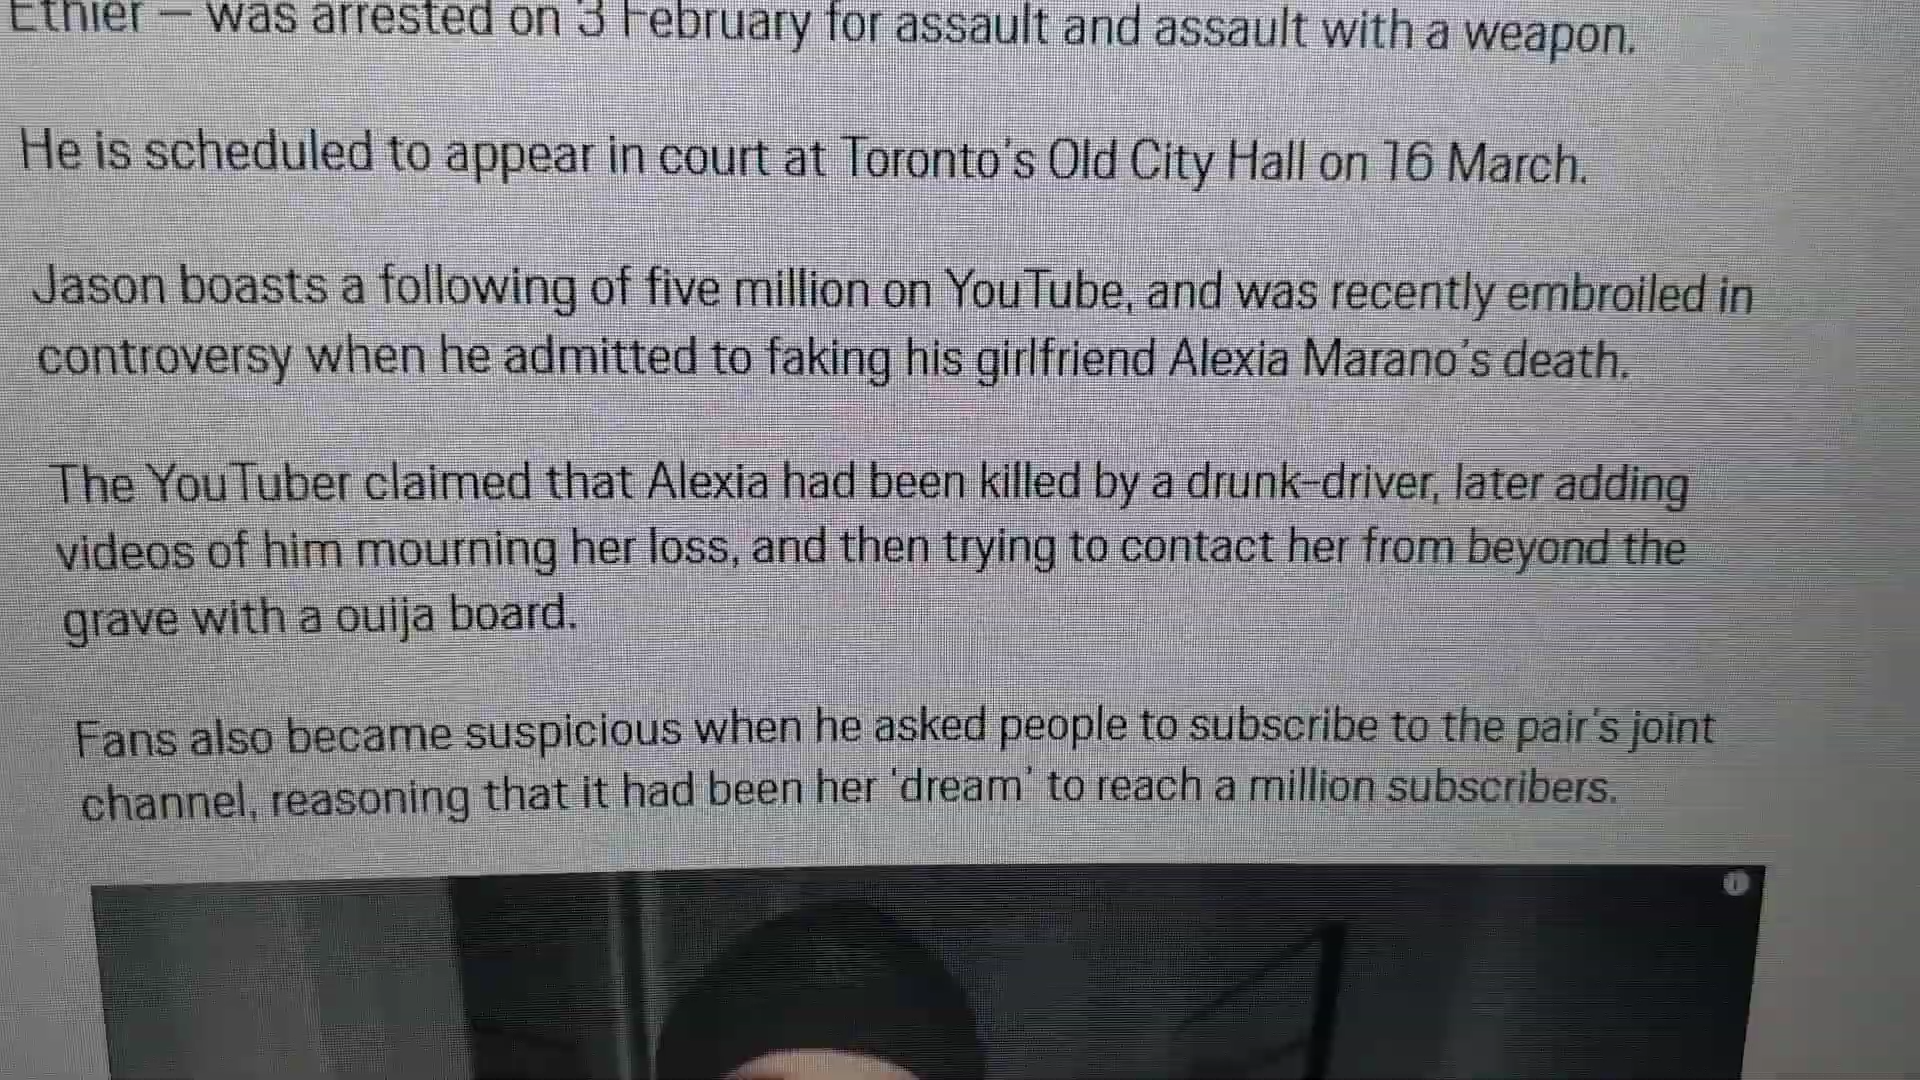 Ethier – was arrested on 3 February for assault and assault with a weapon.
He is scheduled to appear in court at Toronto's Old City Hall on 16 March.
Jason boasts a following of five million on YouTube, and was recently embroiled in
controversy when he admitted to faking his girlfriend Alexia Marano's death.
The YouTuber claimed that Alexia had been killed by a drunk-driver, later adding
videos of him mourning her loss, and then trying to contact her from beyond the
grave with a ouija board.
Fans also became suspicious when he asked people to subscribe to the pair's joint
channel, reasoning that it had been her 'dream' to reach a million subscribers.